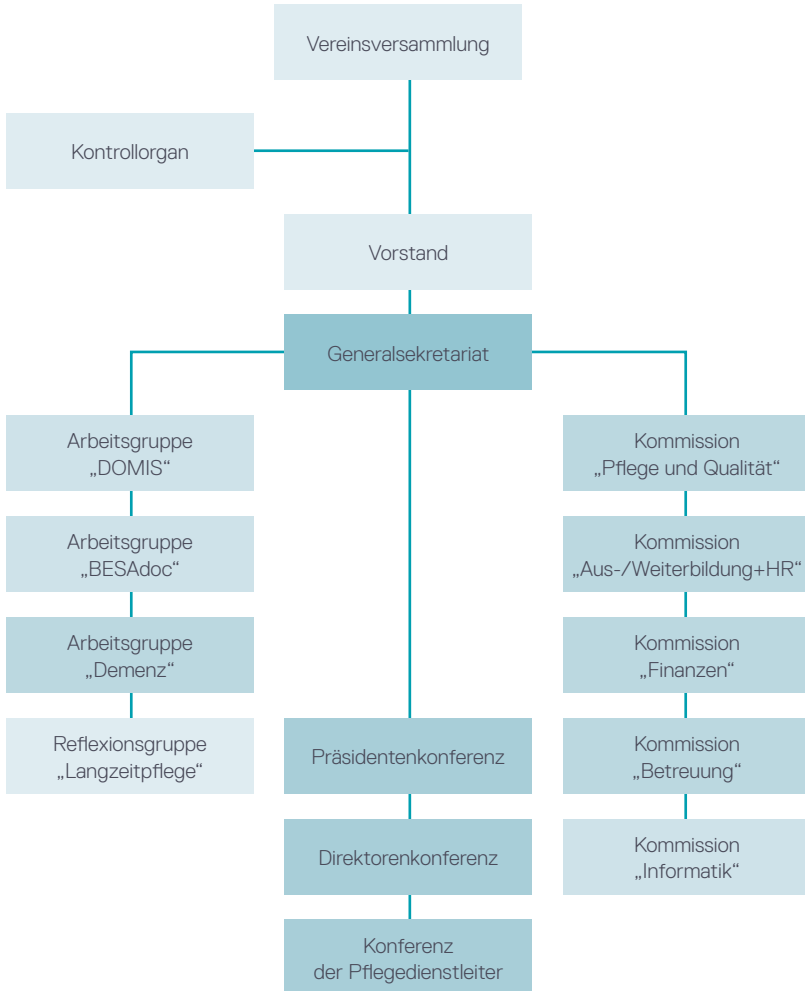 Vereinsversammlung
Kontrollorgan
Vorstand
Generalsekretariat
Arbeitsgruppe
„DOMIS“
Arbeitsgruppe
„BESAdoc“
Arbeitsgruppe
„Demenz“
Reflexionsgruppe
„Langzeitpflege“
Präsidentenkonferenz
Direktorenkonferenz
Konferenz
der Pflegedienstleiter
Kommission
„Pflege und Qualität“
Kommission
„Aus-/Weiterbildung+HR“
Kommission
„Finanzen“
Kommission
„Betreuung“
Kommission
„Informatik“